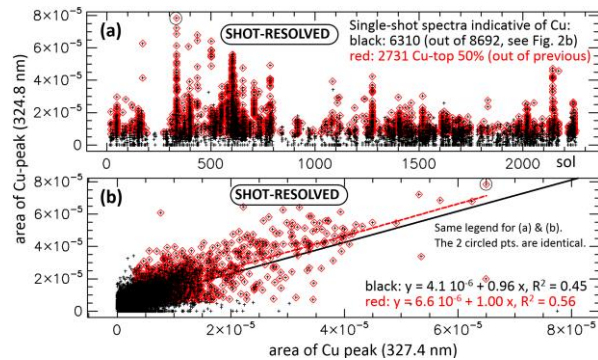 8×10⁻⁵
(a)
SHOT-RESOLVED
Single-shot spectra indicative of Cu:
black: 6310 (out of 8692, see Fig. 2b)
red: 2731 Cu-top 50% (out of previous)
6×10⁻⁵
4×10⁻⁵
2×10⁻⁵
0
area of Cu-peak (324.8 nm)
0
500
1000
1500
2000
sol
8×10⁻⁵
(b)
SHOT-RESOLVED
6×10⁻⁵
Same legend for (a) & (b).
The 2 circled pts. are identical.
4×10⁻⁵
2×10⁻⁵
black: y = 4.1 10⁻⁶ + 0.96 x, R² = 0.45
red: y = 6.6 10⁻⁶ + 1.00 x, R² = 0.56
0
0
2×10⁻⁵
4×10⁻⁵
6×10⁻⁵
8×10⁻⁵
area of Cu peak (327.4 nm)